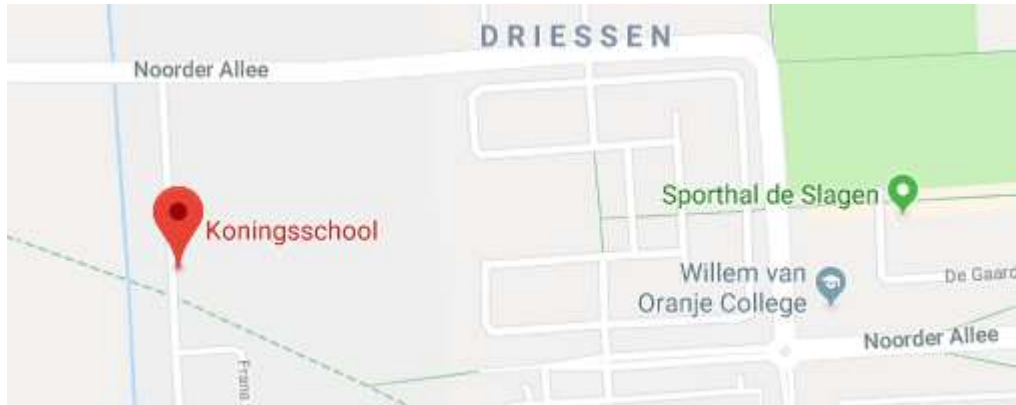 DRIESSEN
Noorder Allee
Sporthal de Slagen
Koningsschool
Willem van
Oranje College
De Gaard
Noorder Allee